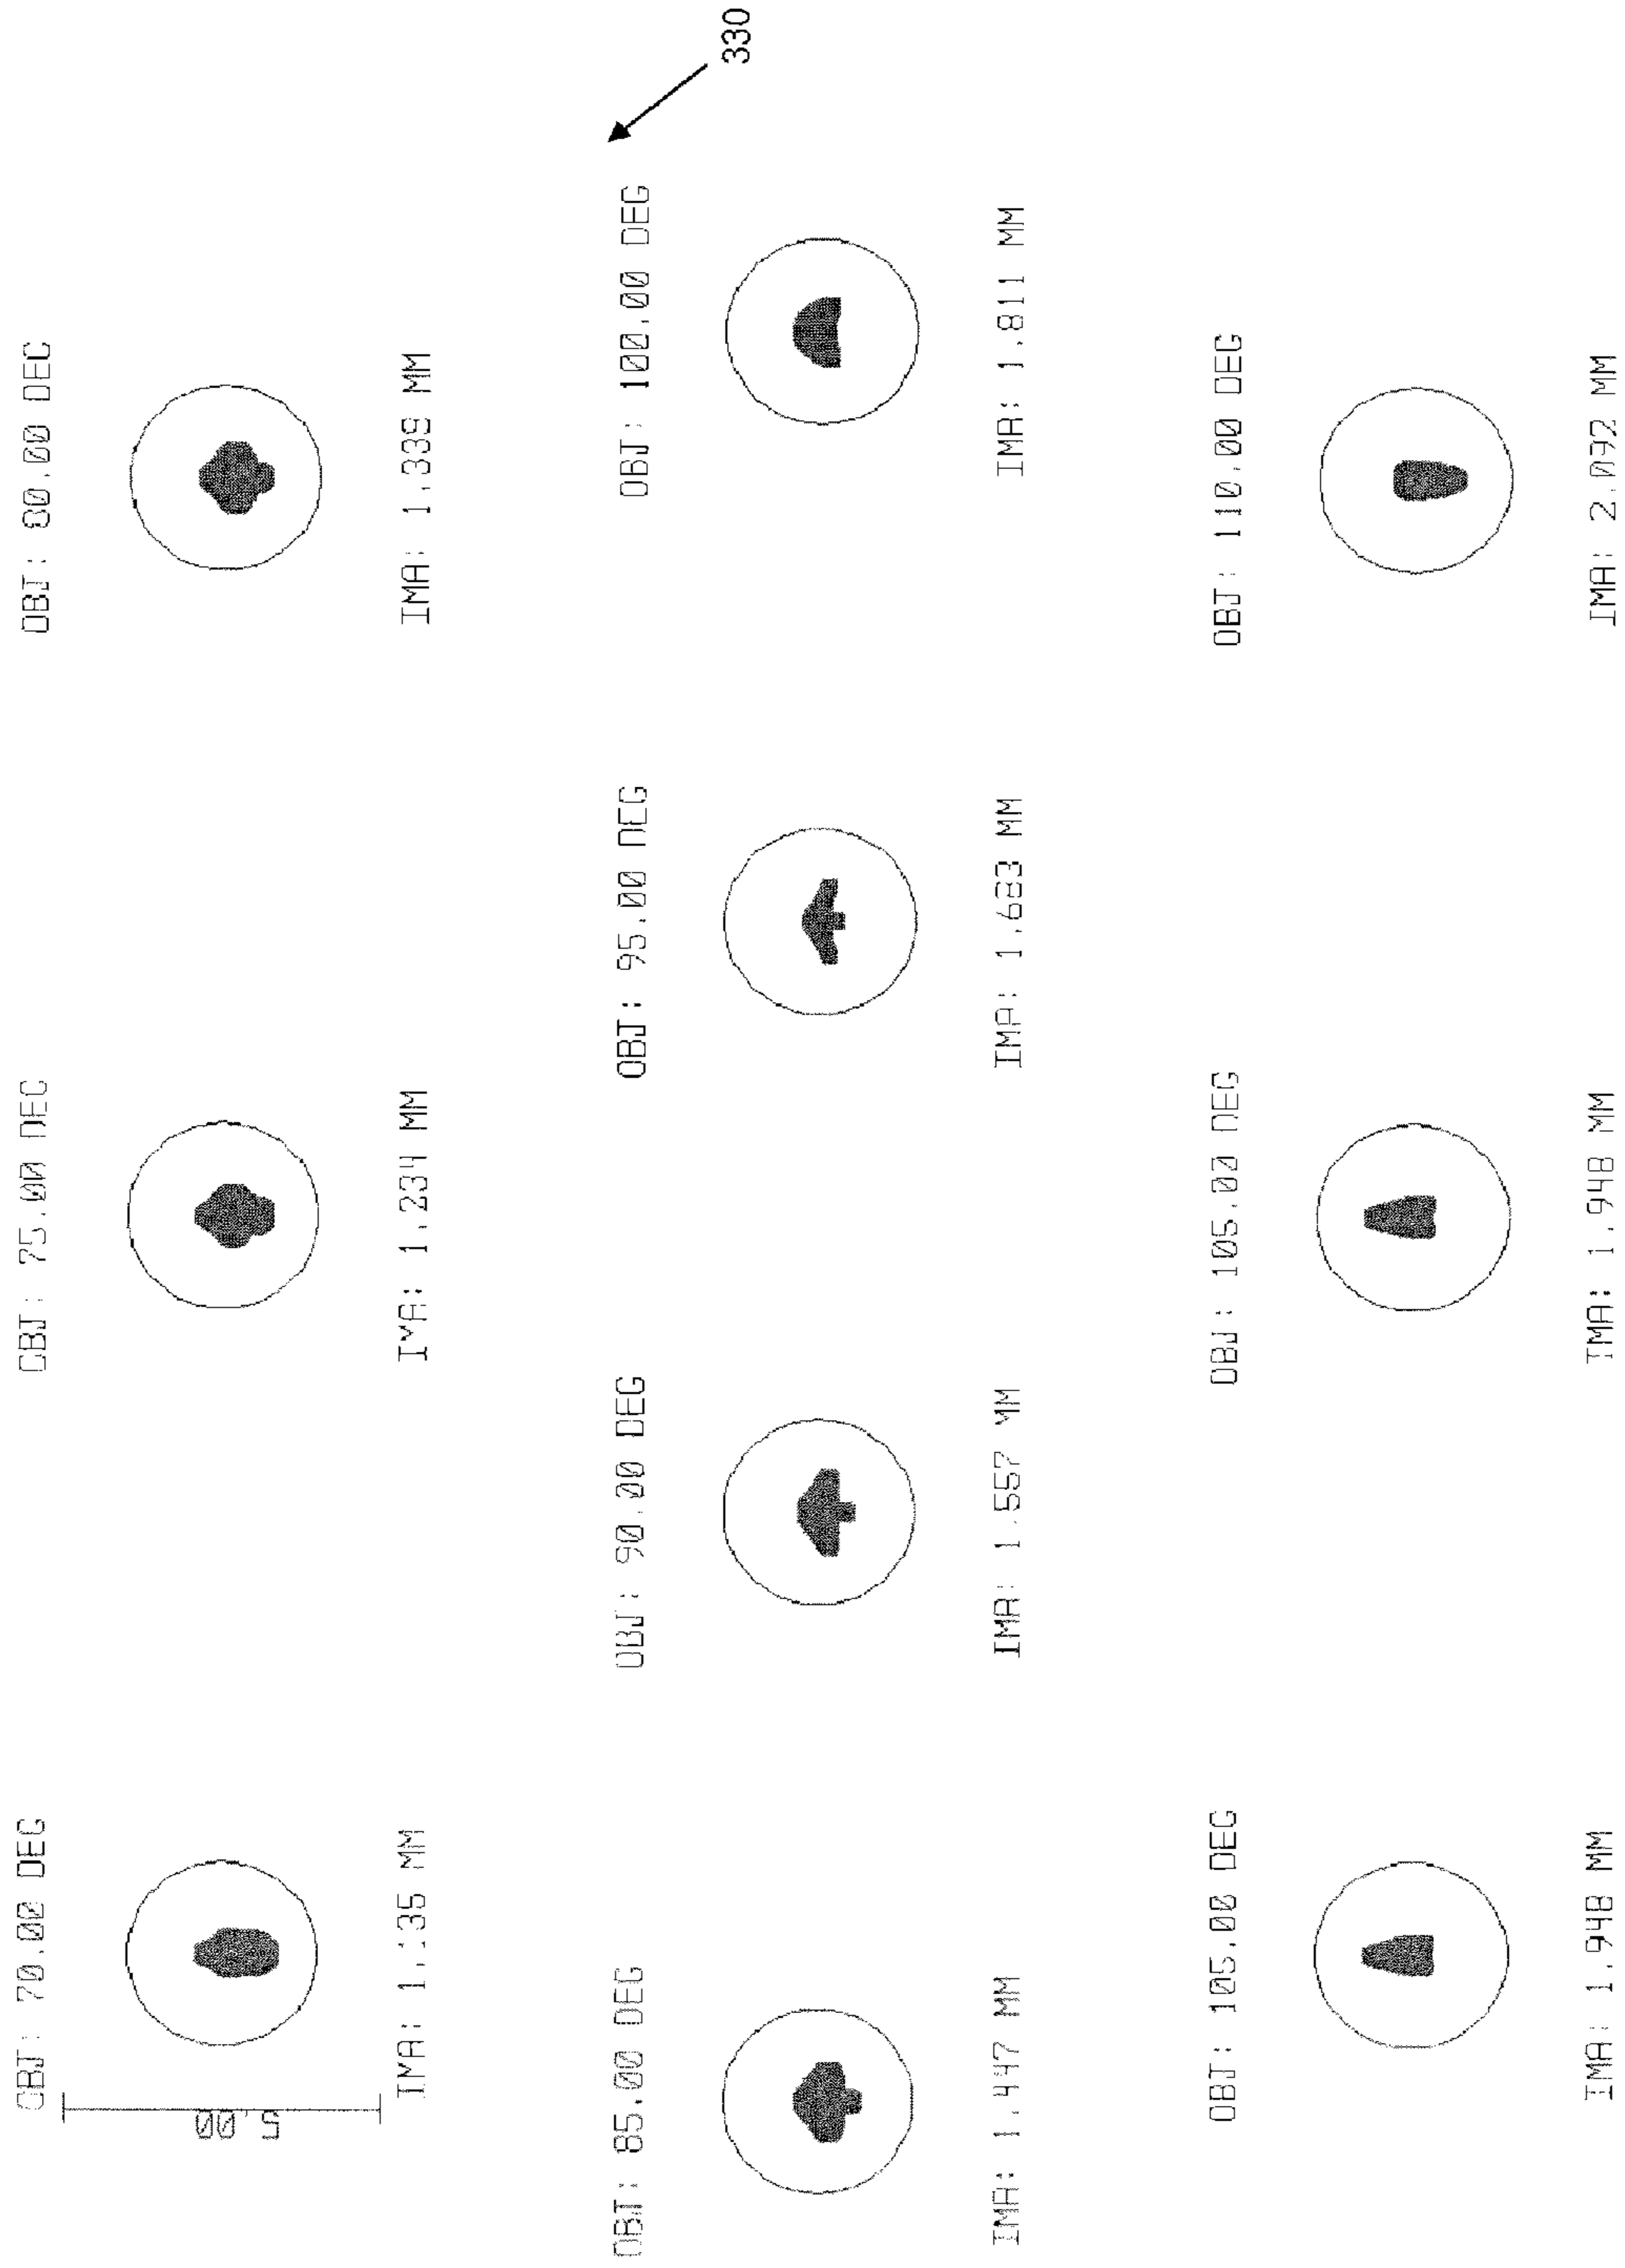 OBJ: 70.00 DEG
OBJ: 75.00 DEG
OBJ: 80.00 DEG
5.00
IMA: 1.135 MM
IMA: 1.234 MM
IMA: 1.339 MM
330
OBJ: 85.00 DEG
OBJ: 90.00 DEG
OBJ: 95.00 DEG
OBJ: 100.00 DEG
IMA: 1.447 MM
IMA: 1.557 MM
IMA: 1.683 MM
IMA: 1.811 MM
OBJ: 105.00 DEG
OBJ: 105.00 DEG
OBJ: 110.00 DEG
IMA: 1.948 MM
IMA: 1.948 MM
IMA: 2.092 MM